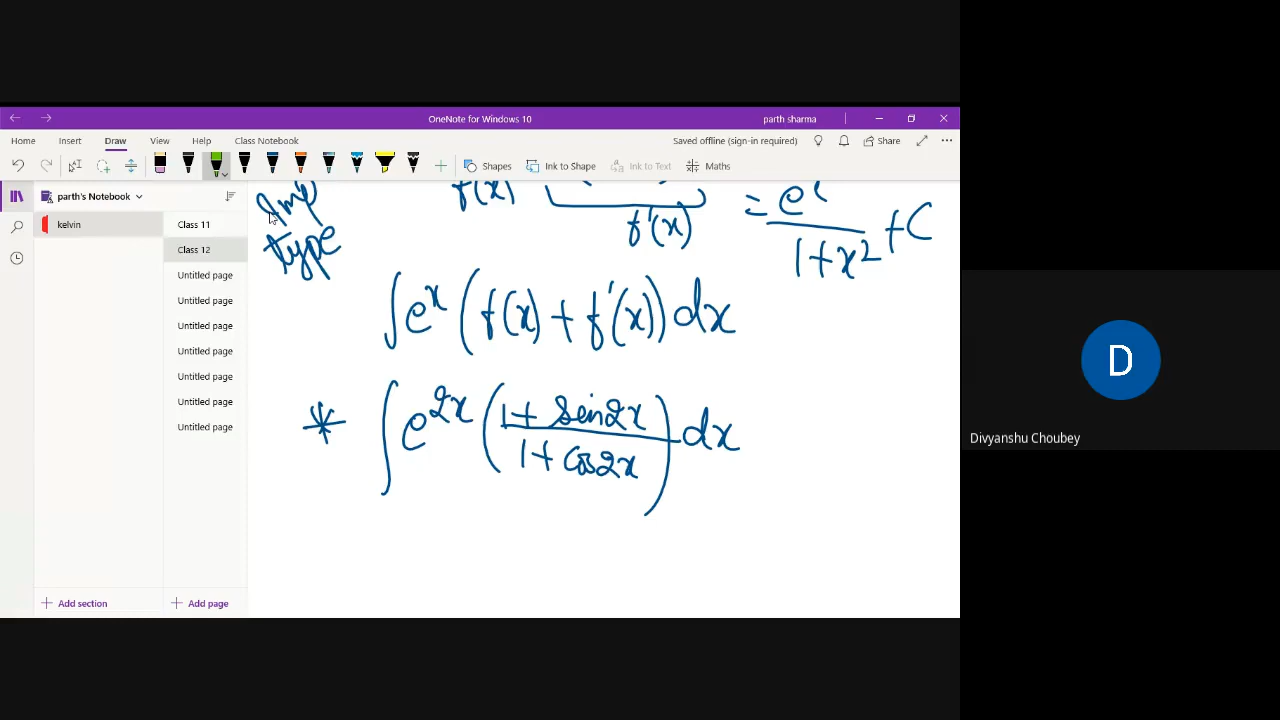 OneNote for Windows 10
parth sharma
Home Insert Draw View Help Class Notebook
Saved offline (sign-in required) Share
Shapes Ink to Shape Ink to Text Maths
parth's Notebook
kelvin
Class 11
Class 12
Untitled page
Untitled page
Untitled page
Untitled page
Untitled page
Untitled page
Untitled page
Add section
Add page
Imp
type
f(x)
f'(x)
= e
1+x² + C
∫ eˣ (f(x) + f'(x)) dx
* ∫ e²ˣ (1 + sin2x / 1 + cos2x) dx
D
Divyanshu Choubey